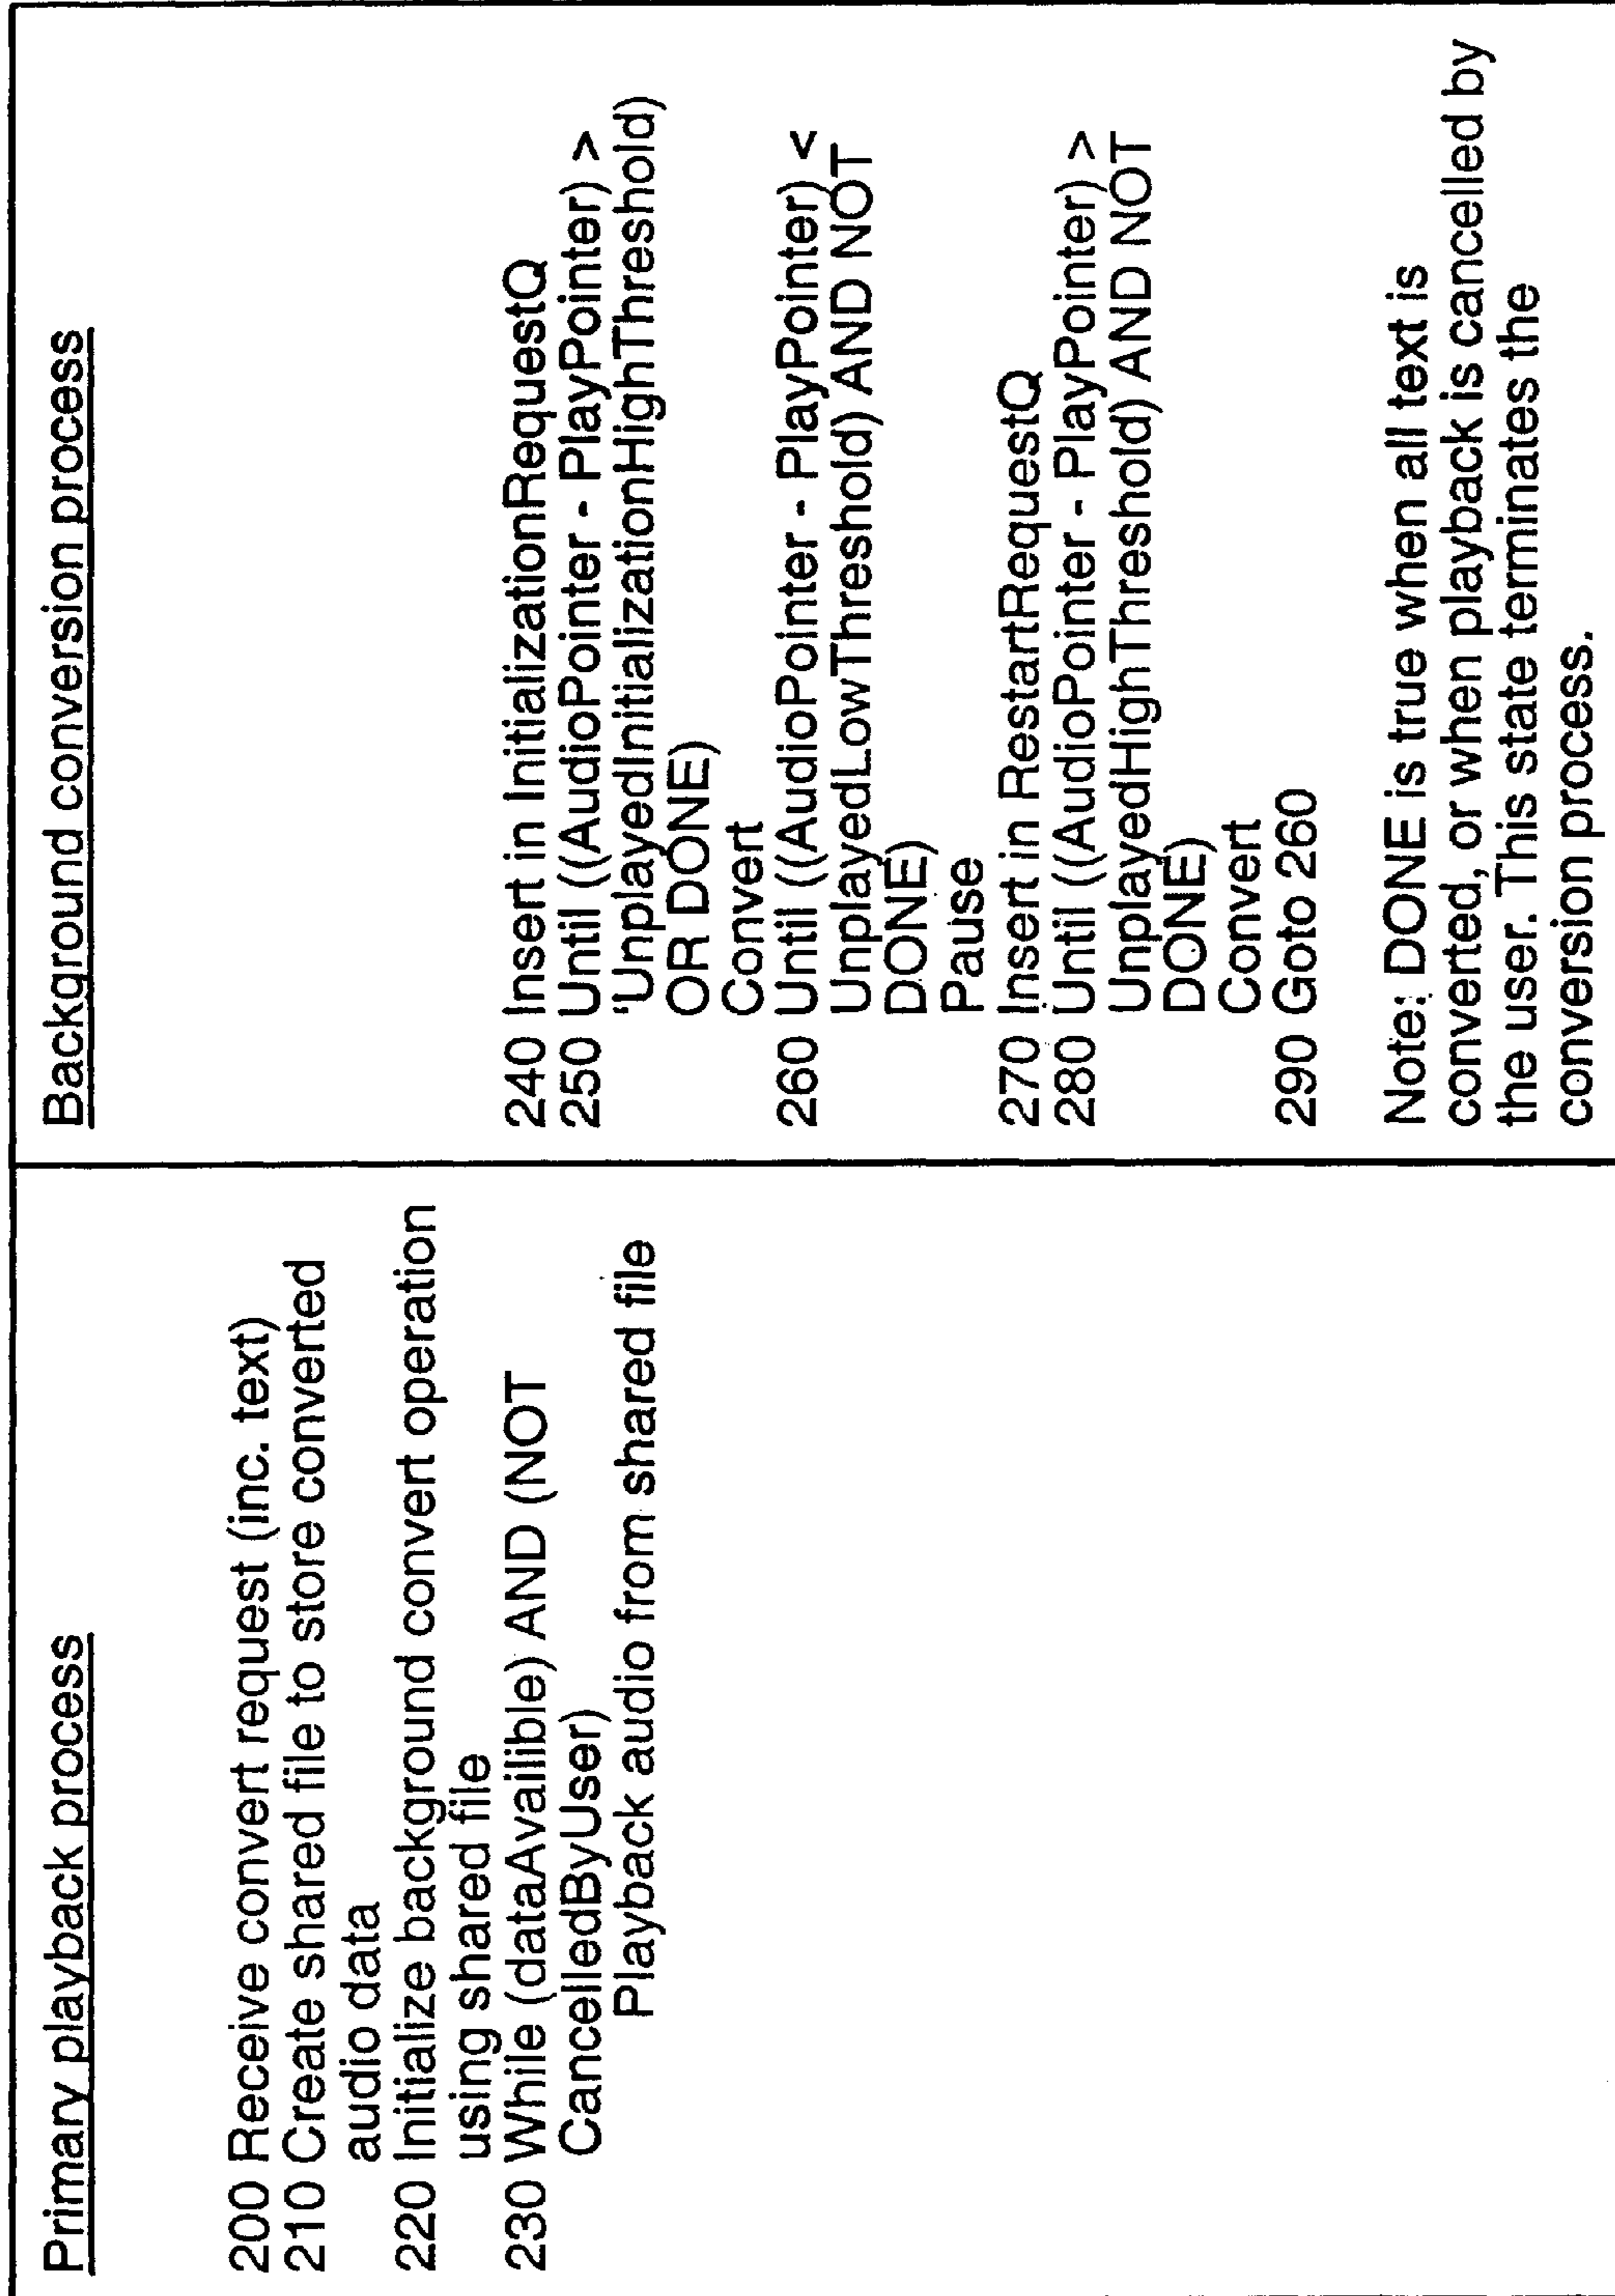 Primary playback process
200 Receive convert request (inc. text)
210 Create shared file to store converted
audio data
220 Initialize background convert operation
using shared file
230 While (dataAvailible) AND (NOT
CancelledByUser)
Playback audio from shared file
Background conversion process
240 Insert in InitializationRequestQ
250 Until ((AudioPointer - PlayPointer) >
'UnplayedInitializationHighThreshold)
OR DONE)
Convert
260 Until ((AudioPointer - PlayPointer) <
UnplayedLowThreshold) AND NOT
DONE)
Pause
270 Insert in RestartRequestQ
280 Until ((AudioPointer - PlayPointer) >
UnplayedHighThreshold) AND NOT
DONE)
Convert
290 Goto 260
Note: DONE is true when all text is
converted, or when playback is cancelled by
the user. This state terminates the
conversion process.